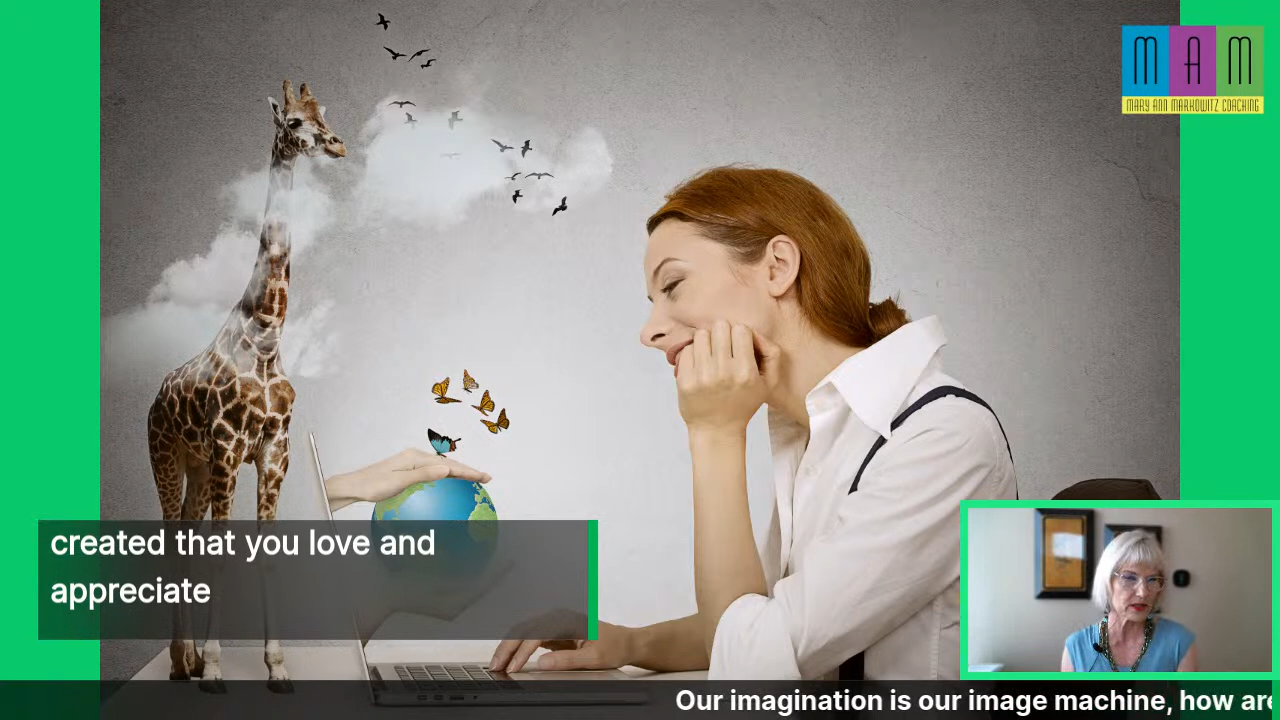 MAM
MARY ANN MARKOWITZ COACHING
created that you love and
appreciate
Our imagination is our image machine, how are